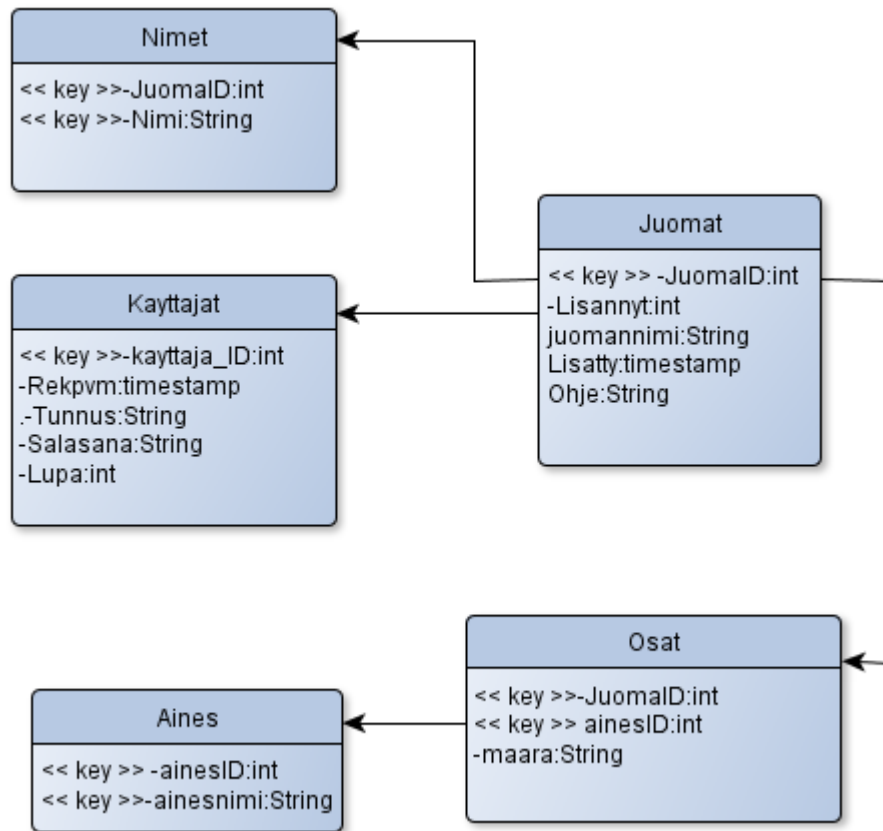 Nimet
<< key >>-JuomaID:int
<< key >>-Nimi:String
Kayttajat
<< key >>-kayttaja_ID:int
-Rekpvm:timestamp
.-Tunnus:String
-Salasana:String
-Lupa:int
Juomat
<< key >> -JuomaID:int
-Lisannyt:int
juomannimi:String
Lisatty:timestamp
Ohje:String
Aines
<< key >> -ainesID:int
<< key >>-ainesnimi:String
Osat
<< key >>-JuomaID:int
<< key >> ainesID:int
-maara:String